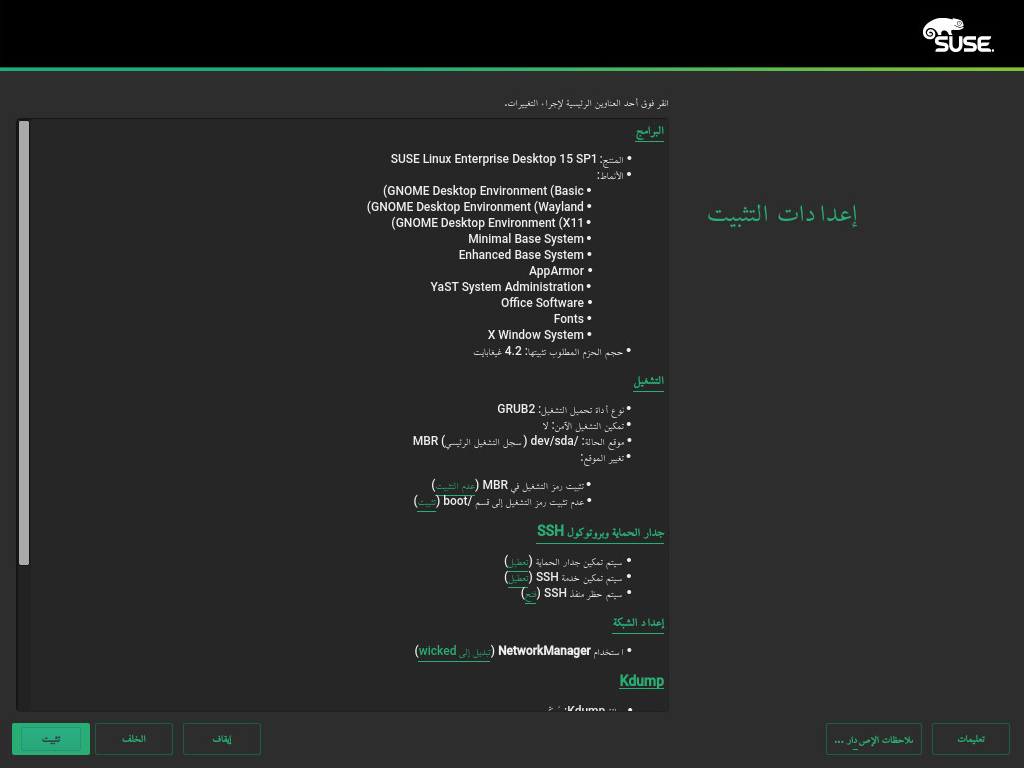 SUSE
انقر فوق أحد العناوين الرئيسية لإجراء التغييرات.
إعدادات التثبيت
البرامج
• المنتج: SUSE Linux Enterprise Desktop 15 SP1
• الأنماط:
• GNOME Desktop Environment (Basic)
• GNOME Desktop Environment (Wayland)
• GNOME Desktop Environment (X11)
• Minimal Base System
• Enhanced Base System
• AppArmor
• YaST System Administration
• Office Software
• Fonts
• X Window System
• حجم الحزم المطلوب تثبيتها: 4.2 غيغابايت
التشغيل
• نوع أداة تحميل التشغيل: GRUB2
• تمكين التشغيل الآمن: لا
• موقع الحالة: /dev/sda (سجل التشغيل الرئيسي) MBR
• تغيير الموقع:
• تثبيت رمز التشغيل في MBR (عدم التثبيت)
• عدم تثبيت رمز التشغيل إلى قسم /boot (تثبيت)
جدار الحماية وبروتوكول SSH
• سيتم تمكين جدار الحماية (تعطيل)
• سيتم تمكين خدمة SSH (تعطيل)
• سيتم حظر منفذ SSH (فتح)
إعداد الشبكة
• استخدام NetworkManager (تبديل إلى wicked)
Kdump
Kdump:
تعليمات
ملاحظات الإصدار ...
إيقاف
الخلف
تثبيت